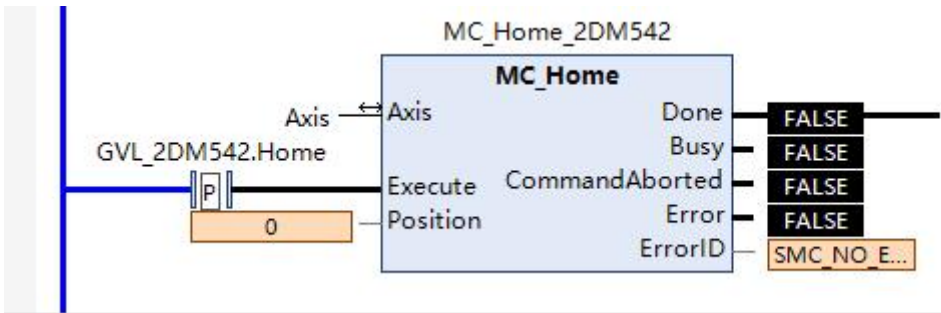 MC_Home_2DM542
MC_Home
Axis Axis Done FALSE
GVL_2DM542.Home Busy FALSE
P Execute CommandAborted FALSE
0 Position Error FALSE
ErrorID SMC_NO_E...